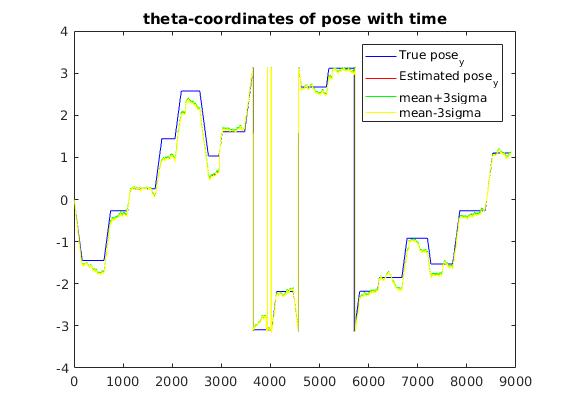 theta-coordinates of pose with time
4
3
2
1
0
-1
-2
-3
-4
True pose_y
Estimated pose_y
mean+3sigma
mean-3sigma
0 1000 2000 3000 4000 5000 6000 7000 8000 9000